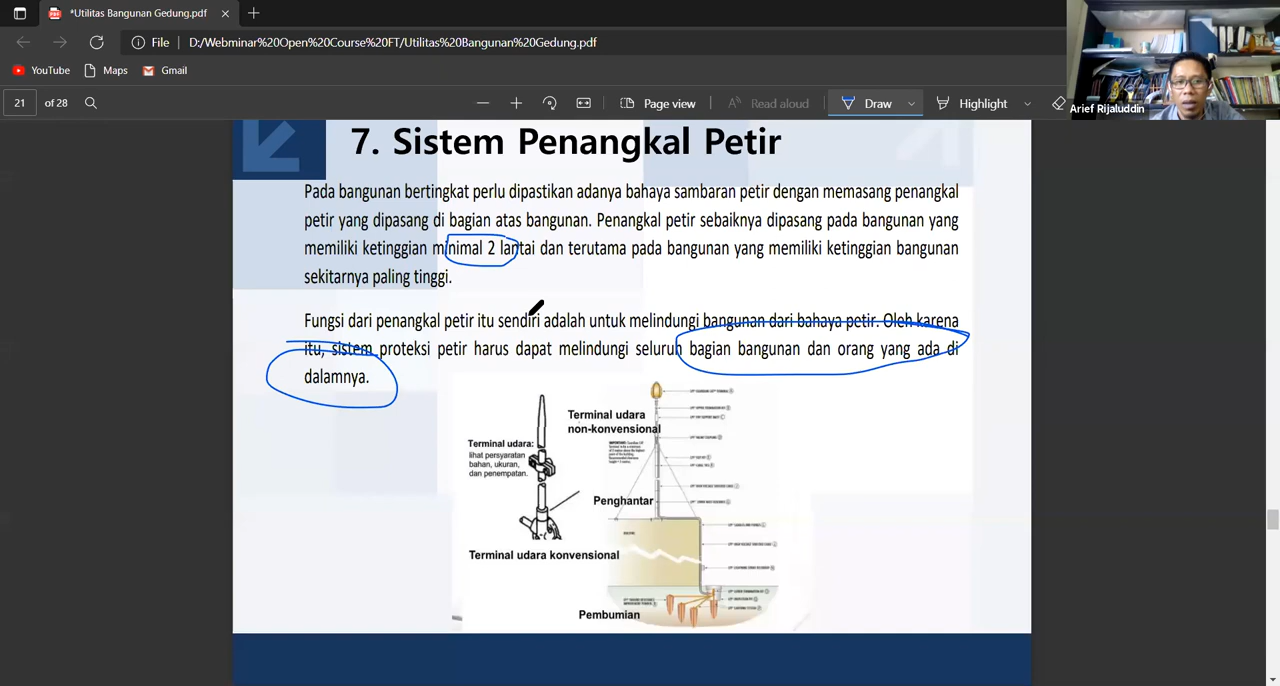 *Utilitas Bangunan Gedung.pdf
File
D:/Webminar%20Open%20Course%20FT/Utilitas%20Bangunan%20Gedung.pdf
YouTube Maps Gmail
21 of 28
Page view Read aloud Draw Highlight
Arief Rijaluddin
7. Sistem Penangkal Petir
Pada bangunan bertingkat perlu dipastikan adanya bahaya sambaran petir dengan memasang penangkal
petir yang dipasang di bagian atas bangunan. Penangkal petir sebaiknya dipasang pada bangunan yang
memiliki ketinggian minimal 2 lantai dan terutama pada bangunan yang memiliki ketinggian bangunan
sekitarnya paling tinggi.
Fungsi dari penangkal petir itu sendiri adalah untuk melindungi bangunan dari bahaya petir. Oleh karena
itu, sistem proteksi petir harus dapat melindungi seluruh bagian bangunan dan orang yang ada di
dalamnya.
Terminal udara
non-konvensional
Terminal udara:
lihat persyaratan
bahan, ukuran,
dan penempatan.
Penghantar
Terminal udara konvensional
Pembumian